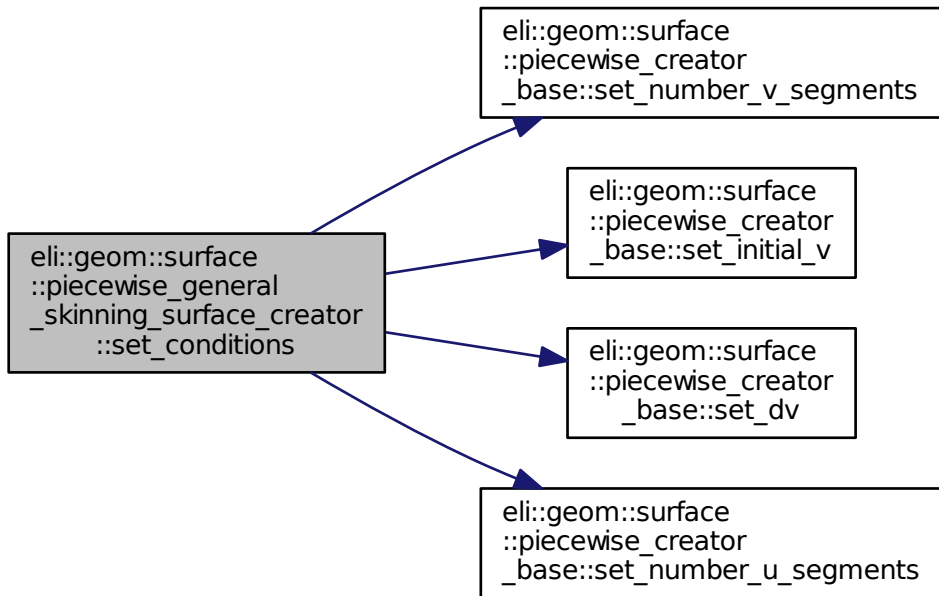 eli::geom::surface
::piecewise_general
_skinning_surface_creator
::set_conditions
eli::geom::surface
::piecewise_creator
_base::set_number_v_segments
eli::geom::surface
::piecewise_creator
_base::set_initial_v
eli::geom::surface
::piecewise_creator
_base::set_dv
eli::geom::surface
::piecewise_creator
_base::set_number_u_segments